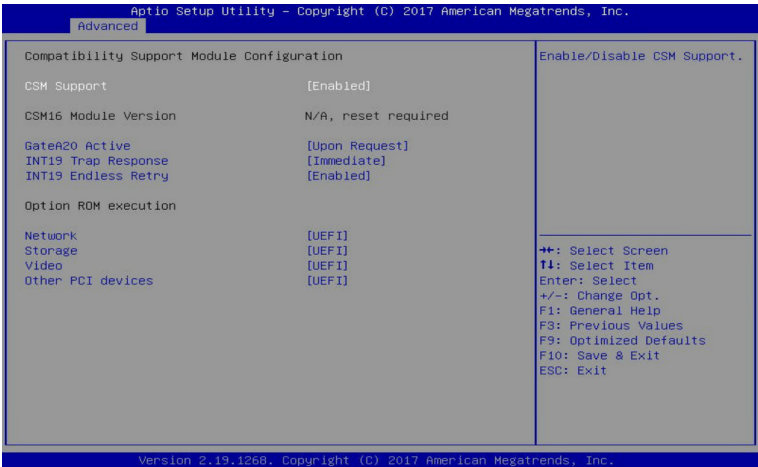 Aptio Setup Utility – Copyright (C) 2017 American Megatrends, Inc.
Advanced
Compatibility Support Module Configuration
CSM Support [Enabled]
CSM16 Module Version N/A, reset required
GateA20 Active [Upon Request]
INT19 Trap Response [Immediate]
INT19 Endless Retry [Enabled]
Option ROM execution
Network [UEFI]
Storage [UEFI]
Video [UEFI]
Other PCI devices [UEFI]
Enable/Disable CSM Support.
→←: Select Screen
↑↓: Select Item
Enter: Select
+/-: Change Opt.
F1: General Help
F3: Previous Values
F9: Optimized Defaults
F10: Save & Exit
ESC: Exit
Version 2.19.1268. Copyright (C) 2017 American Megatrends, Inc.